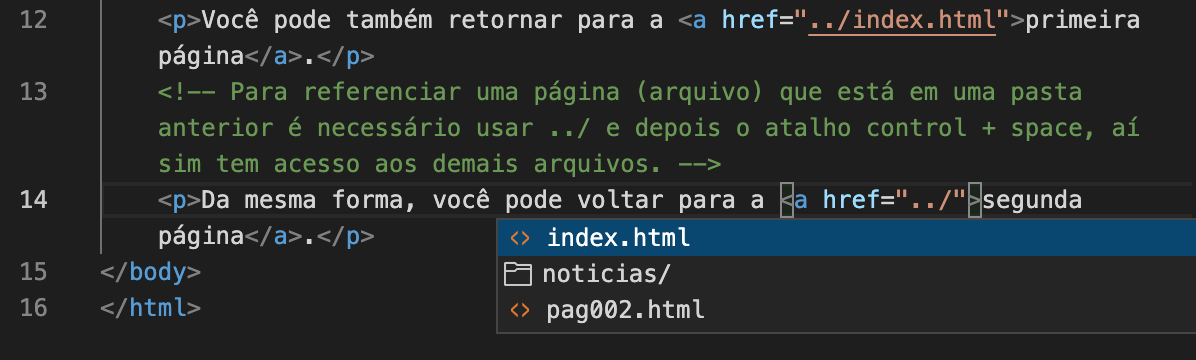 12 <p>Você pode também retornar para a <a href="../index.html">primeira
página</a>.</p>
13 <!-- Para referenciar uma página (arquivo) que está em uma pasta
anterior é necessário usar ../ e depois o atalho control + space, aí
sim tem acesso aos demais arquivos. -->
14 <p>Da mesma forma, você pode voltar para a <a href="../">segunda
página</a>.</p>
<> index.html
15 </body>
noticias/
16 </html>
<> pag002.html